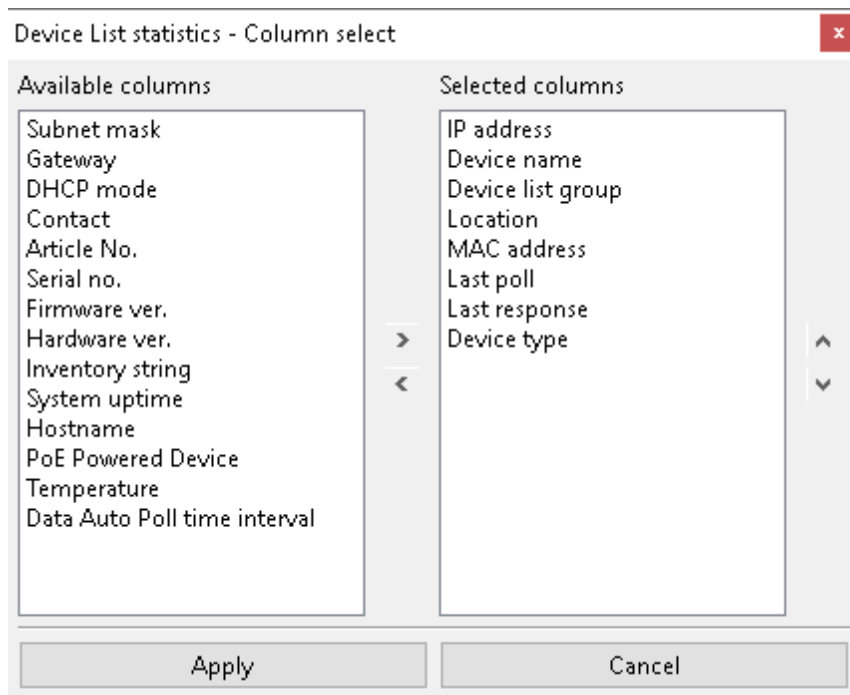 Device List statistics - Column select
x
Available columns
Subnet mask
Gateway
DHCP mode
Contact
Article No.
Serial no.
Firmware ver.
Hardware ver.
Inventory string
System uptime
Hostname
PoE Powered Device
Temperature
Data Auto Poll time interval
>
<
Selected columns
IP address
Device name
Device list group
Location
MAC address
Last poll
Last response
Device type
Apply
Cancel